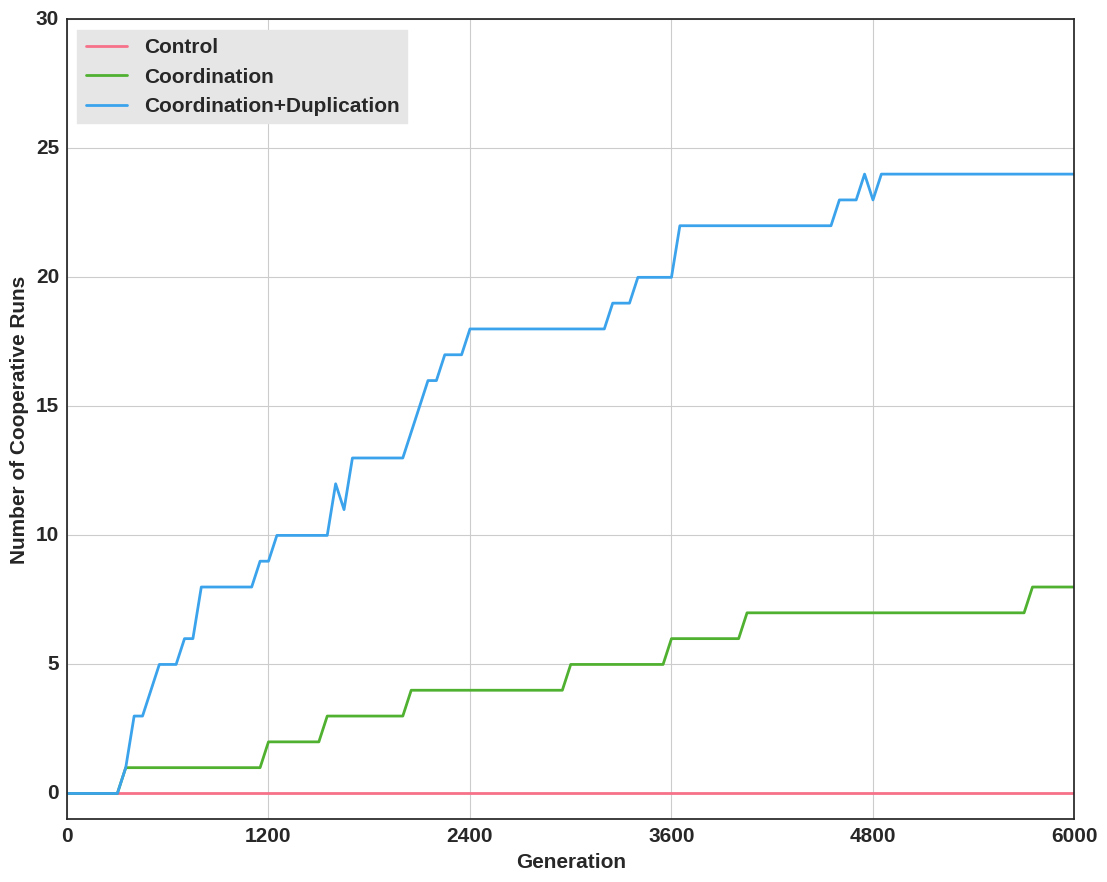 30
25
20
15
10
5
0
Number of Cooperative Runs
Control
Coordination
Coordination+Duplication
0 1200 2400 3600 4800 6000
Generation